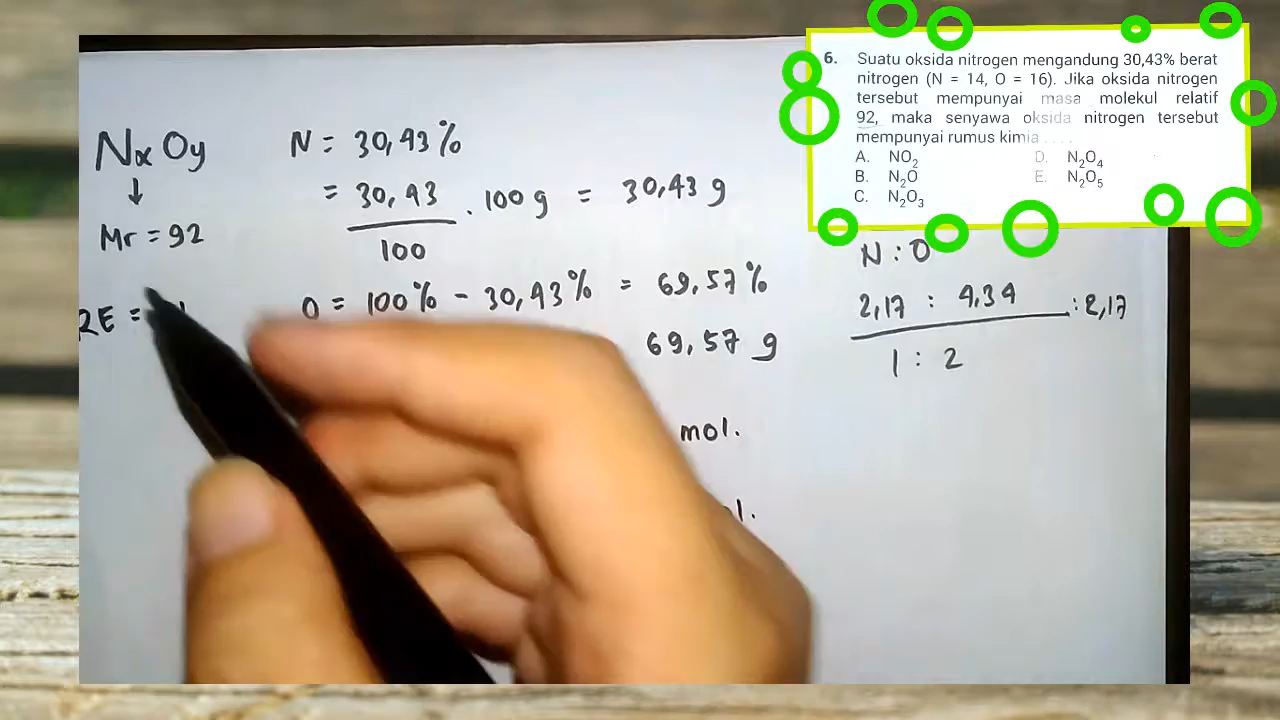 6. Suatu oksida nitrogen mengandung 30,43% berat
nitrogen (N = 14, O = 16). Jika oksida nitrogen
tersebut mempunyai masa molekul relatif
92, maka senyawa oksida nitrogen tersebut
mempunyai rumus kimia . . . .
A. NO₂
B. N₂O
C. N₂O₃
D. N₂O₄
E. N₂O₅
NxOy
↓
Mr = 92
RE =
N = 30,43%
= 30,43/100 . 100 g = 30,43 g
O = 100% - 30,43% = 69,57%
69,57 g
mol.
N : O
2,17 : 4,34 : 2,17
1 : 2